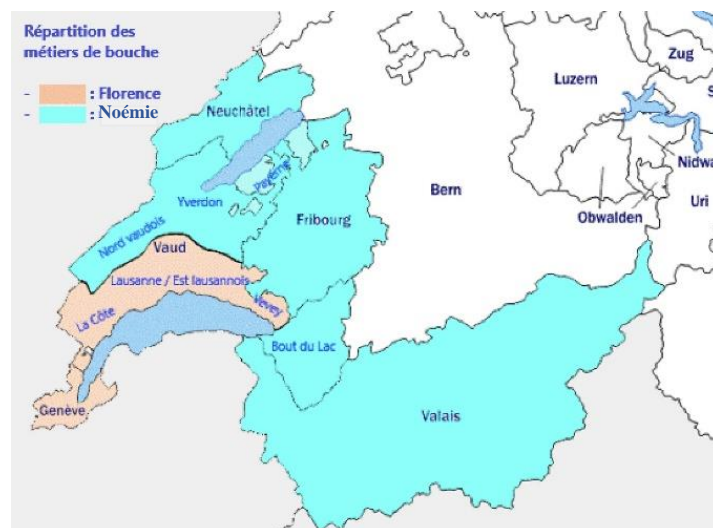 Répartition des
métiers de bouche
- : Florence
- : Noémie
Neuchâtel
Payerne
Yverdon
Fribourg
Nord vaudois
Vaud
Lausanne / Est lausannois
Vevey
La Côte
Bout du Lac
Genève
Valais
Bern
Luzern
Zug
S
Nidwa
Obwalden
Uri